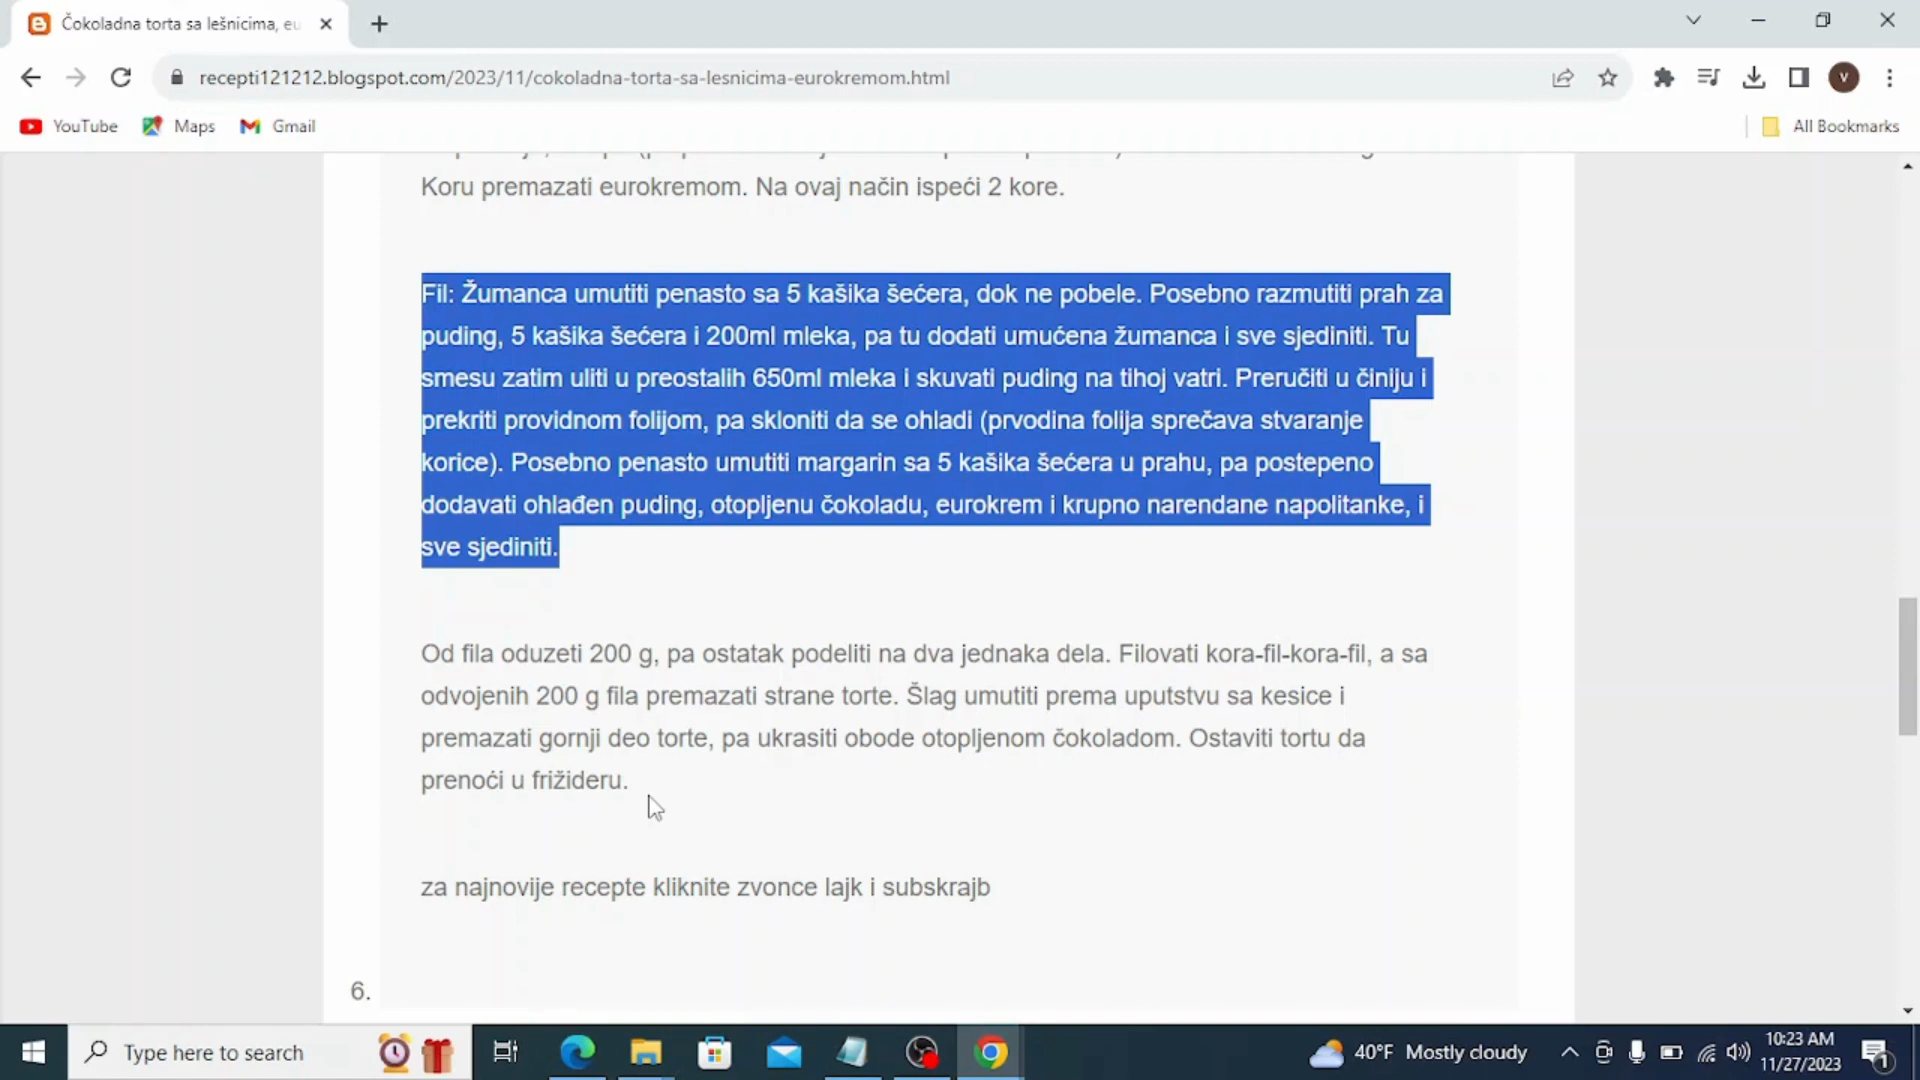 Čokoladna torta sa lešnicima, eu
recepti121212.blogspot.com/2023/11/cokoladna-torta-sa-lesnicima-eurokremom.html
V
YouTube
Maps
Gmail
All Bookmarks
Koru premazati eurokremom. Na ovaj način ispeći 2 kore.
Fil: Žumanca umutiti penasto sa 5 kašika šećera, dok ne pobele. Posebno razmutiti prah za
puding, 5 kašika šećera i 200ml mleka, pa tu dodati umućena žumanca i sve sjediniti. Tu
smesu zatim uliti u preostalih 650ml mleka i skuvati puding na tihoj vatri. Preručiti u činiju i
prekriti providnom folijom, pa skloniti da se ohladi (prvodina folija sprečava stvaranje
korice). Posebno penasto umutiti margarin sa 5 kašika šećera u prahu, pa postepeno
dodavati ohlađen puding, otopljenu čokoladu, eurokrem i krupno narendane napolitanke, i
sve sjediniti.
Od fila oduzeti 200 g, pa ostatak podeliti na dva jednaka dela. Filovati kora-fil-kora-fil, a sa
odvojenih 200 g fila premazati strane torte. Šlag umutiti prema uputstvu sa kesice i
premazati gornji deo torte, pa ukrasiti obode otopljenom čokoladom. Ostaviti tortu da
prenoći u frižideru.
za najnovije recepte kliknite zvonce lajk i subskrajb
6.
Type here to search
40°F Mostly cloudy
10:23 AM
11/27/2023
1